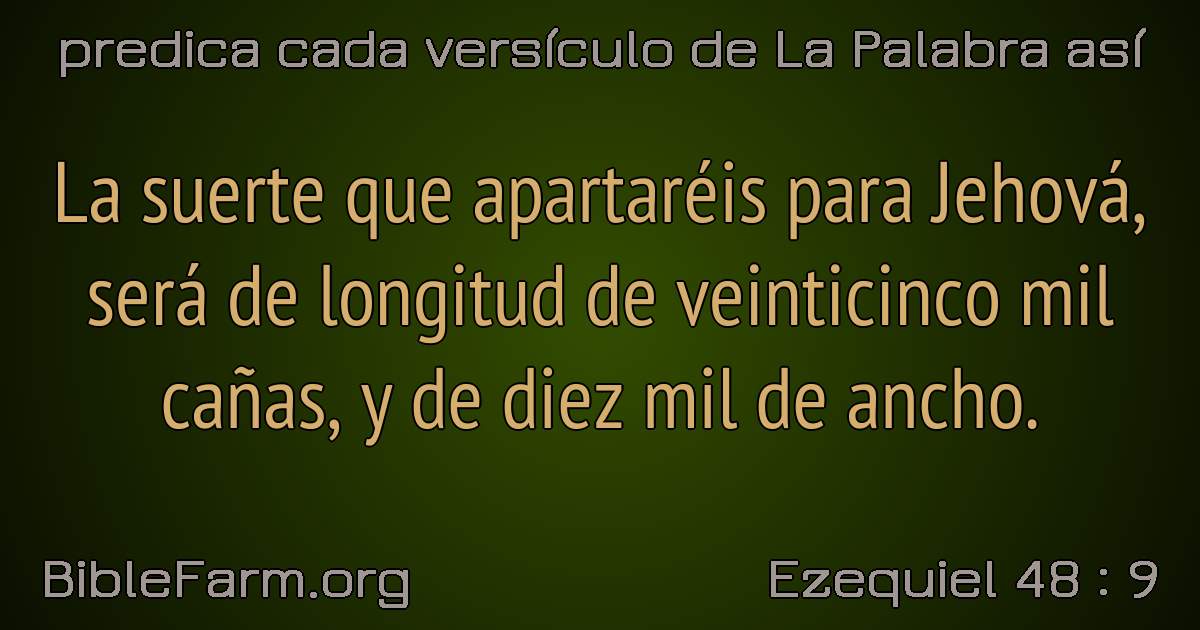 predica cada versículo de La Palabra así
La suerte que apartaréis para Jehová,
será de longitud de veinticinco mil
cañas, y de diez mil de ancho.
BibleFarm.org
Ezequiel 48 : 9